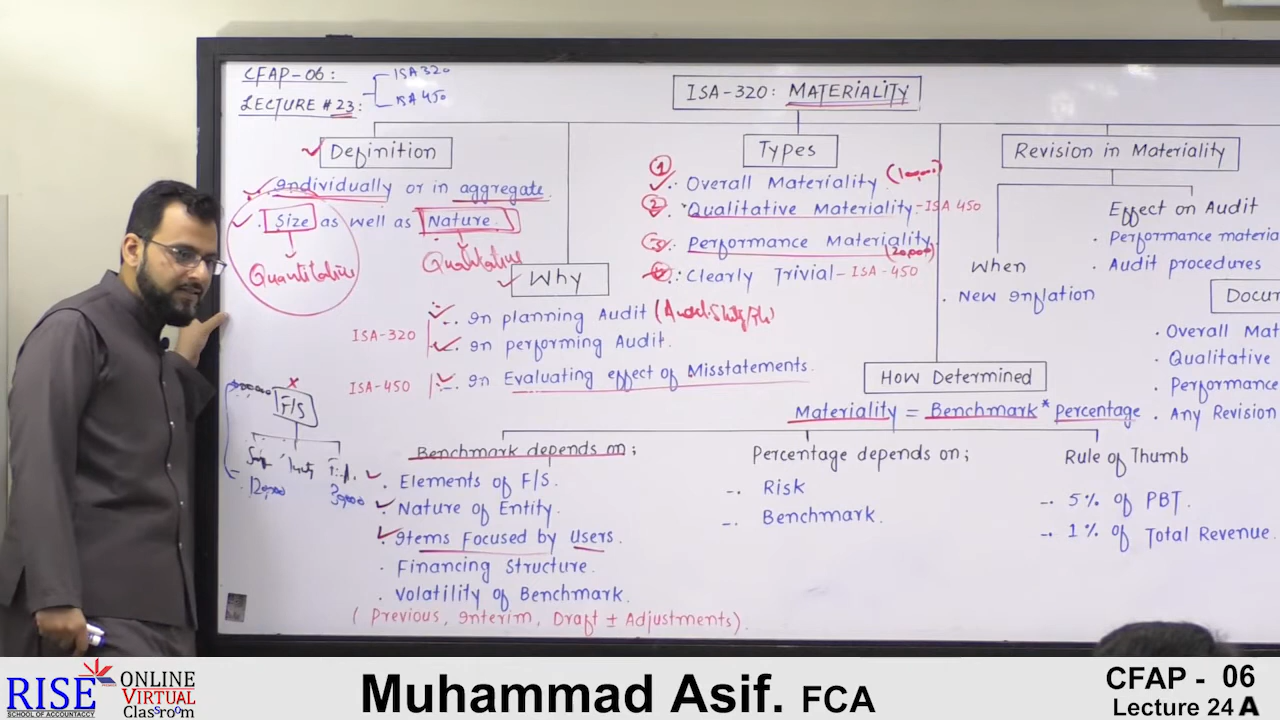 CFAP-06:
ISA 320
ISA 450
LECTURE # 23:
ISA-320: MATERIALITY
Definition
Individually or in aggregate
Size as well as Nature.
Quantitative
Qualitative
Why
ISA-320
In planning Audit
In performing Audit.
ISA-450
In Evaluating effect of Misstatements.
F/S
Types
1
Overall Materiality
2
Qualitative Materiality-ISA 450
3
Performance Materiality
Clearly Trivial-ISA-450
Revision in Materiality
When
New Information
Effect on Audit
Performance materia
Audit procedures
Docu
Overall Mat
Qualitative
Performance
Any Revision
How Determined
Materiality = Benchmark * percentage
Benchmark depends on;
Elements of F/S.
Nature of Entity.
Items Focused by Users.
Financing Structure.
Volatility of Benchmark.
(Previous, Interim, Draft ± Adjustments).
Percentage depends on;
Risk
Benchmark.
Rule of Thumb
5% of PBT.
1% of Total Revenue.
RISE
SCHOOL OF ACCOUNTACCY
ONLINE
VIRTUAL
Classroom
Muhammad Asif. FCA
CFAP - 06
Lecture 24 A